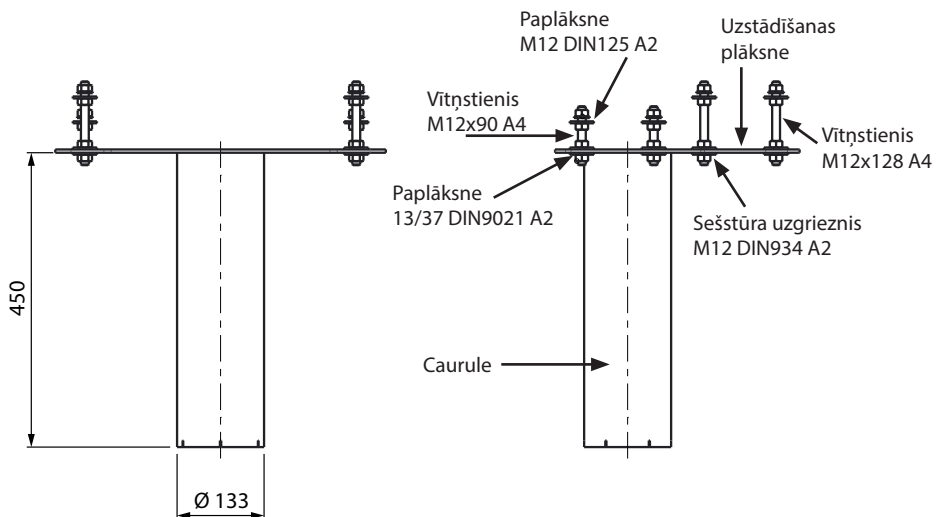 Paplāksne
M12 DIN125 A2
Uzstādīšanas
plāksne
Vītņstienis
M12x90 A4
Vītņstienis
M12x128 A4
Paplāksne
13/37 DIN9021 A2
Sešstūra uzgrieznis
M12 DIN934 A2
450
Caurule
Ø 133